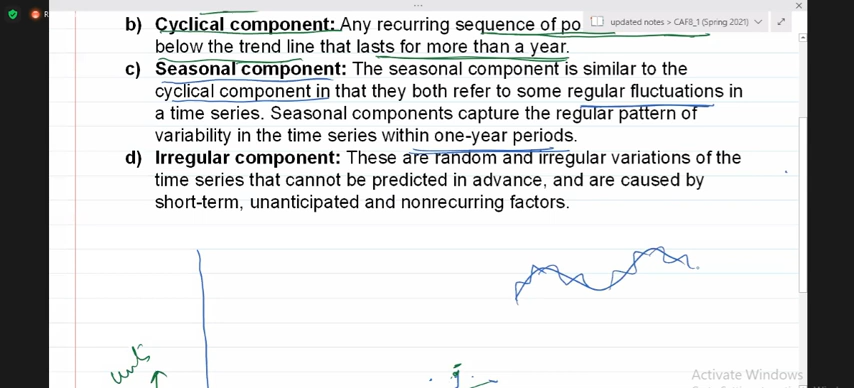 b) Cyclical component: Any recurring sequence of po
updated notes > CAF8_1 (Spring 2021)
below the trend line that lasts for more than a year.
c) Seasonal component: The seasonal component is similar to the
cyclical component in that they both refer to some regular fluctuations in
a time series. Seasonal components capture the regular pattern of
variability in the time series within one-year periods.
d) Irregular component: These are random and irregular variations of the
time series that cannot be predicted in advance, and are caused by
short-term, unanticipated and nonrecurring factors.
units
Activate Windows